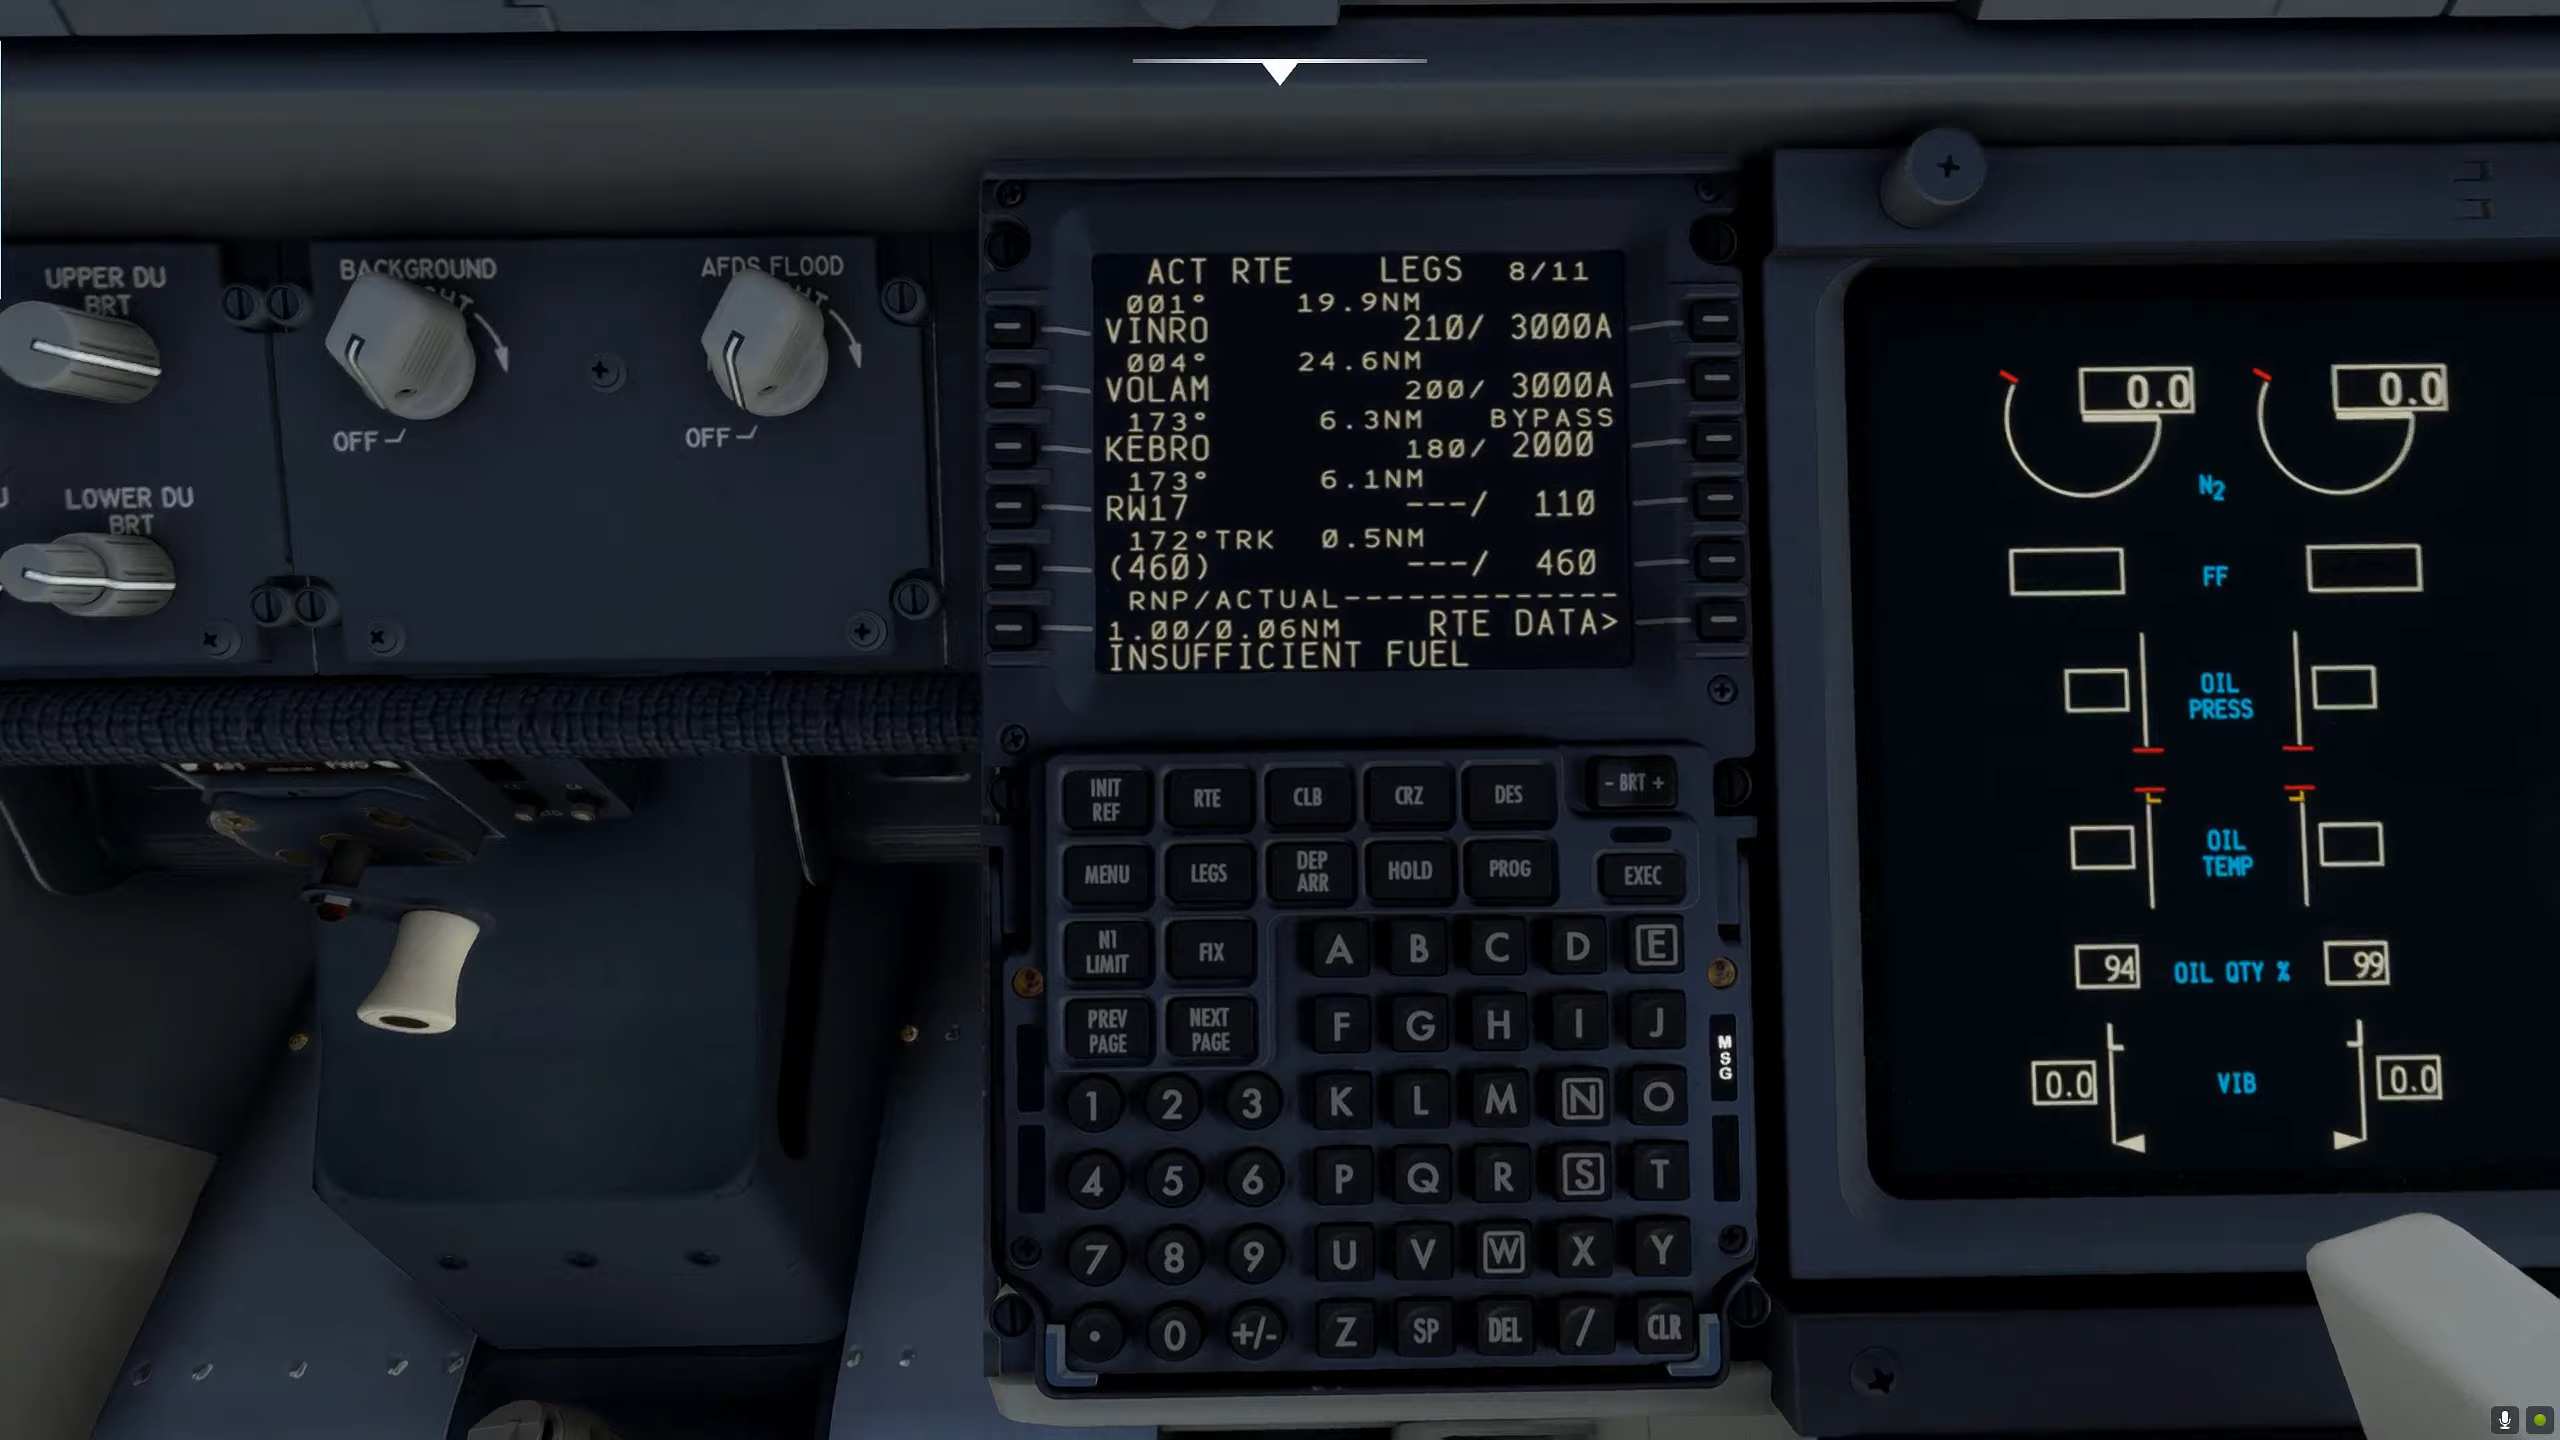 UPPER DU
BRT
BACKGROUND
OFF
AFDS FLOOD
OFF
LOWER DU
BRT
ACT RTE LEGS 8/11
001° 19.9NM
VINRO 210/ 3000A
004° 24.6NM
VOLAM 200/ 3000A
173° 6.3NM BYPASS
KEBRO 180/ 2000
173° 6.1NM
RW17 ---/ 110
172°TRK 0.5NM
(460) ---/ 460
RNP/ACTUAL-------------
1.00/0.06NM RTE DATA>
INSUFFICIENT FUEL
INIT REF RTE CLB CRZ DES - BRT +
MENU LEGS DEP ARR HOLD PROG EXEC
N1 LIMIT FIX
PREV PAGE NEXT PAGE
A B C D E
F G H I J
K L M N O
P Q R S T
U V W X Y
Z SP DEL / CLR
1 2 3
4 5 6
7 8 9
. 0 +/-
MSG
0.0 0.0
N2
FF
OIL
PRESS
OIL
TEMP
94 OIL QTY % 99
0.0 VIB 0.0